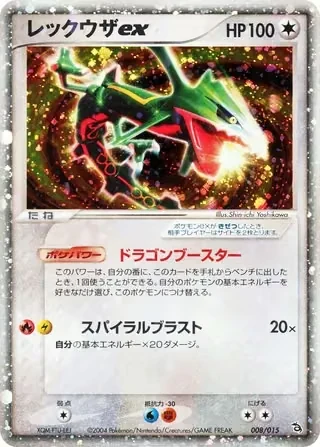 レックウザex HP100
Illus.Shin-ichi Yoshikawa
たね
ポケモンexがきぜつしたとき、
相手プレイヤーはサイドを2枚とります。
ポケパワー ドラゴンブースター
このパワーは、自分の番に、このカードを手札からベンチに出した
とき、1回使うことができる。自分のポケモンの基本エネルギーを
好きなだけ選び、このポケモンにつけ替える。
スパイラルブラスト 20×
自分の基本エネルギー×20ダメージ。
弱点 抵抗力 -30 にげる
©2004 Pokémon/Nintendo/Creatures/GAME FREAK 008/015